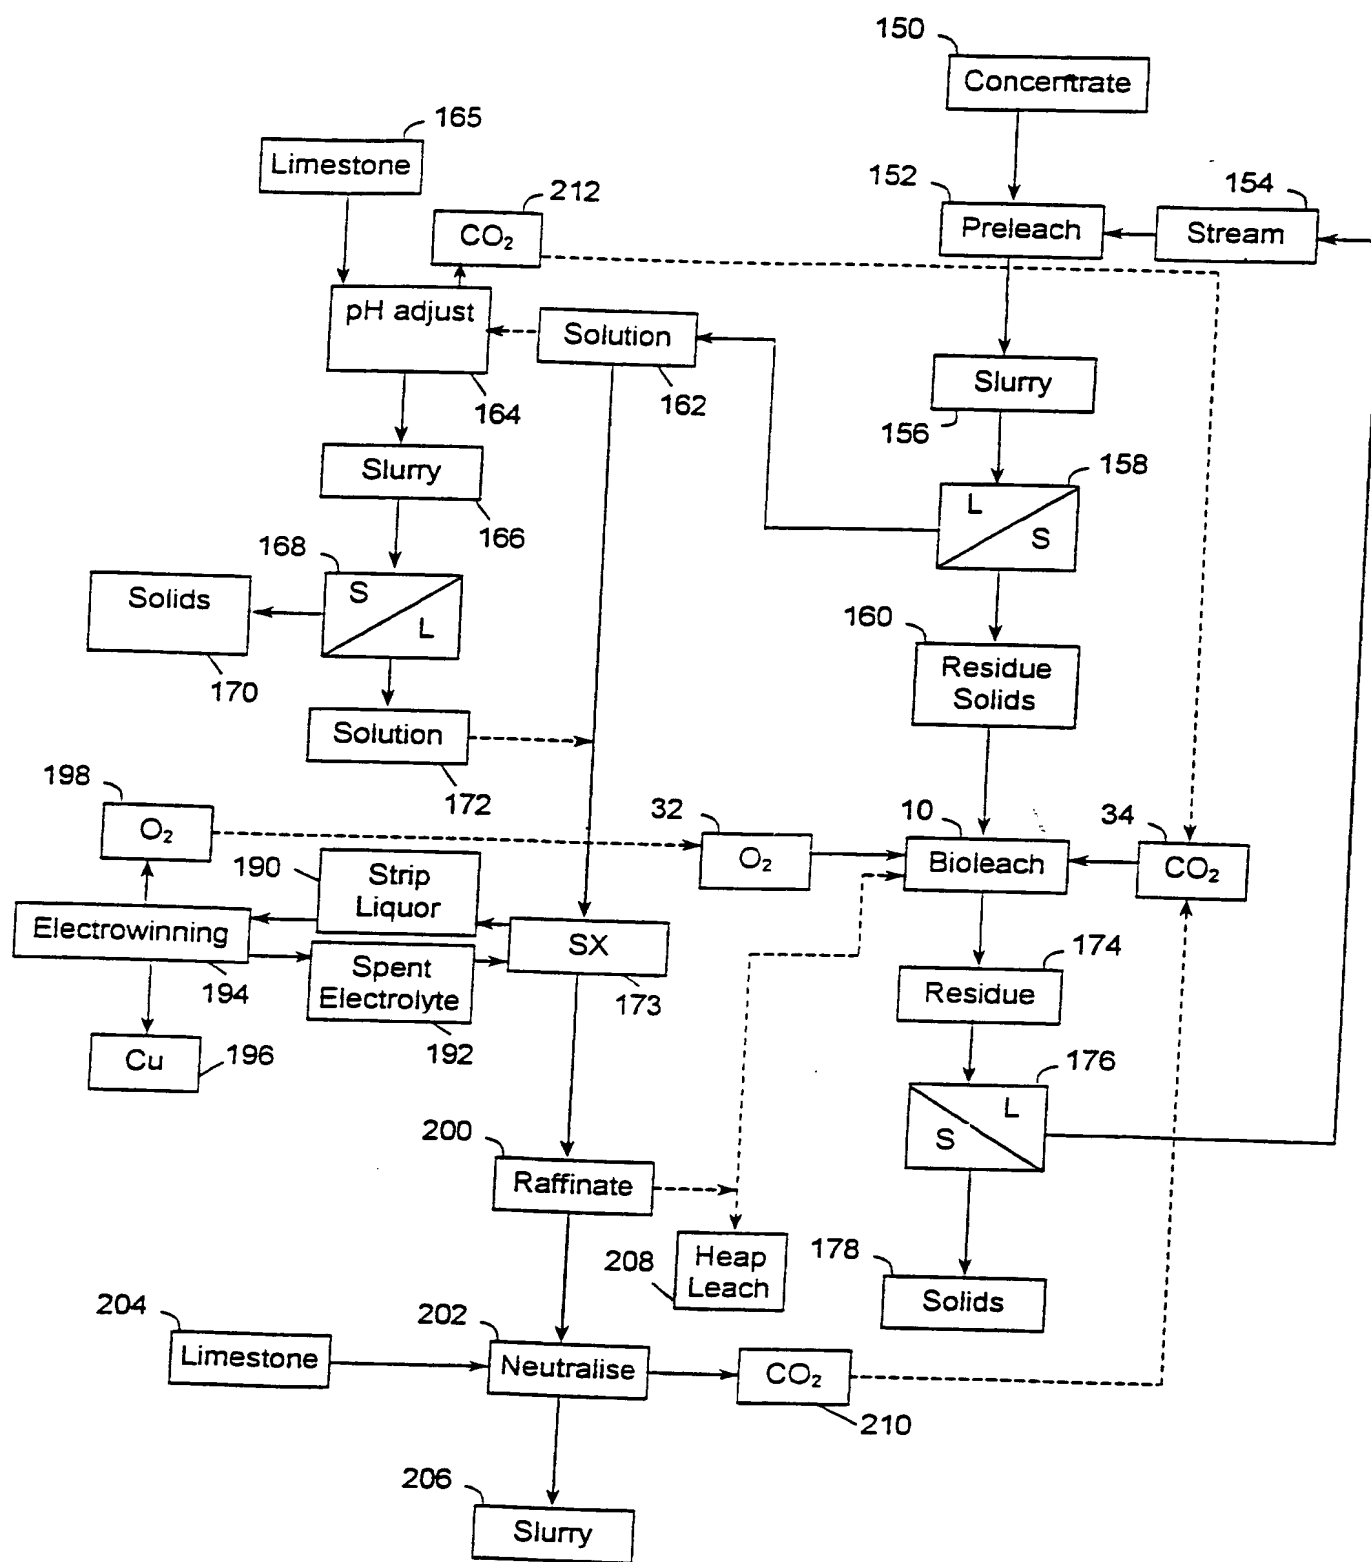 150
Concentrate
165
Limestone
212
CO₂
152
Preleach
154
Stream
pH adjust
164
Solution
162
Slurry
156
Slurry
166
L
S
158
168
S
L
Solids
170
160
Residue
Solids
Solution
172
198
O₂
32
O₂
10
Bioleach
34
CO₂
190
Strip
Liquor
Electrowinning
194
SX
173
Spent
Electrolyte
192
174
Residue
Cu
196
176
L
S
200
Raffinate
208
Heap
Leach
178
Solids
204
Limestone
202
Neutralise
CO₂
210
206
Slurry